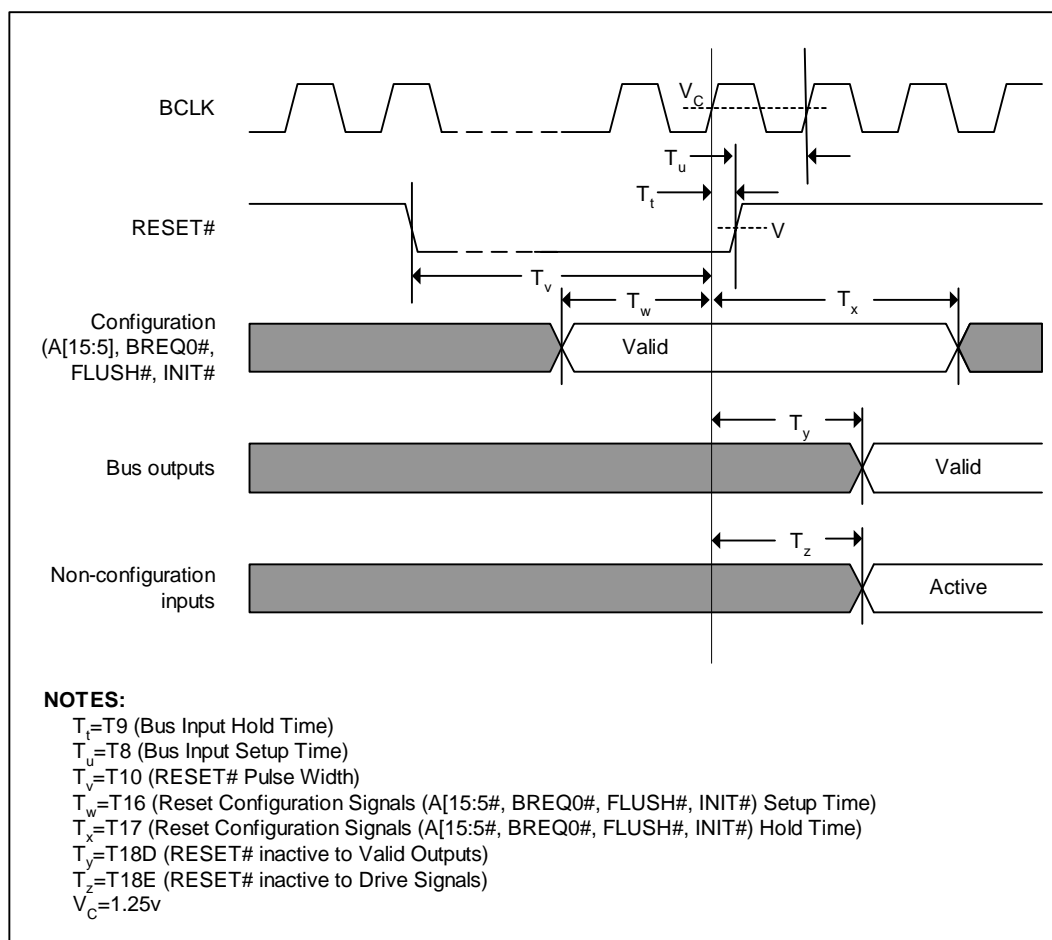 BCLK
V_C
T_u
T_t
RESET#
V
T_v
T_w
T_x
Configuration
(A[15:5], BREQ0#,
FLUSH#, INIT#
Valid
T_y
Bus outputs
Valid
T_z
Non-configuration
inputs
Active
NOTES:
T_t=T9 (Bus Input Hold Time)
T_u=T8 (Bus Input Setup Time)
T_v=T10 (RESET# Pulse Width)
T_w=T16 (Reset Configuration Signals (A[15:5#, BREQ0#, FLUSH#, INIT#) Setup Time)
T_x=T17 (Reset Configuration Signals (A[15:5#, BREQ0#, FLUSH#, INIT#) Hold Time)
T_y=T18D (RESET# inactive to Valid Outputs)
T_z=T18E (RESET# inactive to Drive Signals)
V_C=1.25v